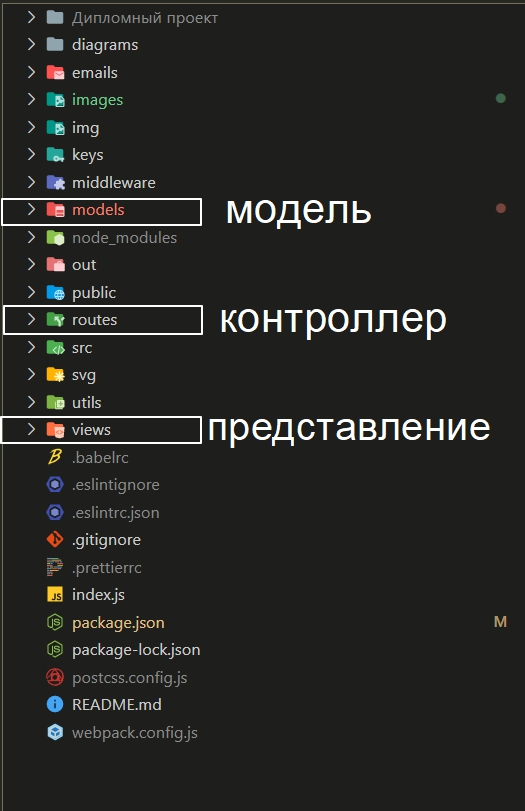 Дипломный проект
diagrams
emails
images
img
keys
middleware
models модель
node_modules
out
public
routes контроллер
src
svg
utils
views представление
.babelrc
.eslintignore
.eslintrc.json
.gitignore
.prettierrc
JS index.js
package.json M
package-lock.json
postcss.config.js
README.md
webpack.config.js